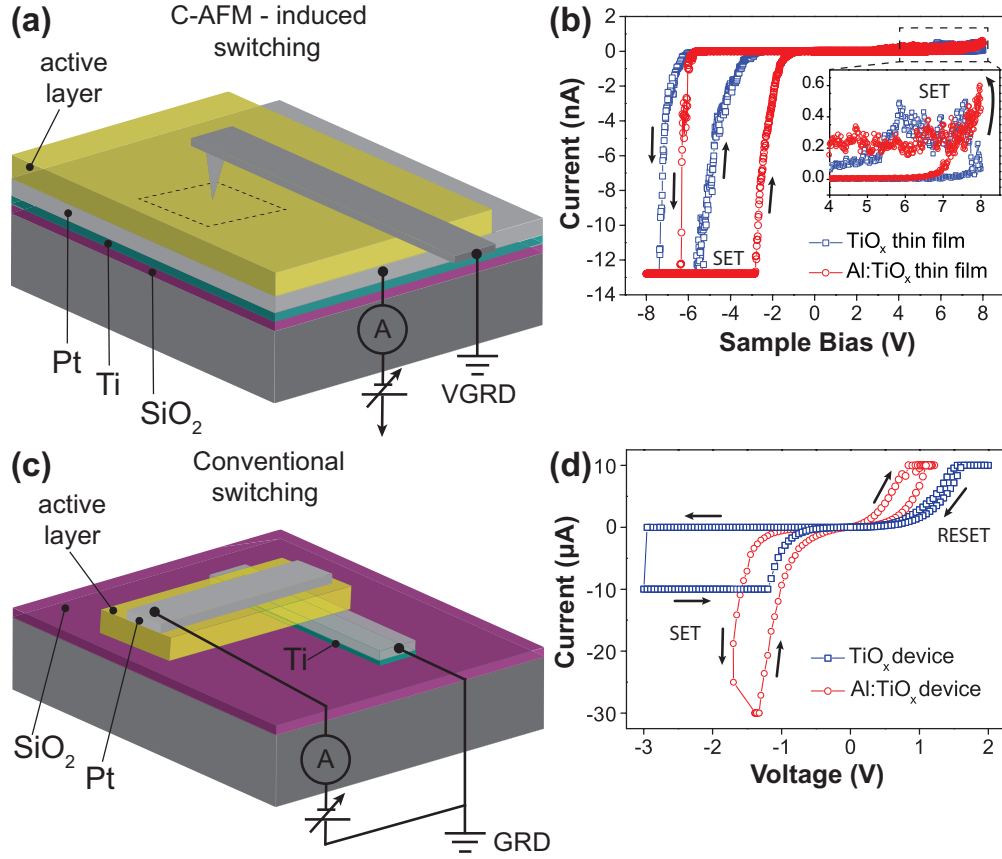 (a)
C-AFM - induced
switching
active
layer
Pt
Ti
SiO₂
A
VGRD
(b)
Current (nA)
0
-2
-4
-6
-8
-10
-12
-14
-8 -6 -4 -2 0 2 4 6 8
Sample Bias (V)
SET
SET
0.6
0.4
0.2
0.0
4 5 6 7 8
TiOₓ thin film
Al:TiOₓ thin film
(c)
Conventional
switching
active
layer
Ti
SiO₂
Pt
A
GRD
(d)
Current (µA)
10
0
-10
-20
-30
-3 -2 -1 0 1 2
Voltage (V)
RESET
SET
TiOₓ device
Al:TiOₓ device